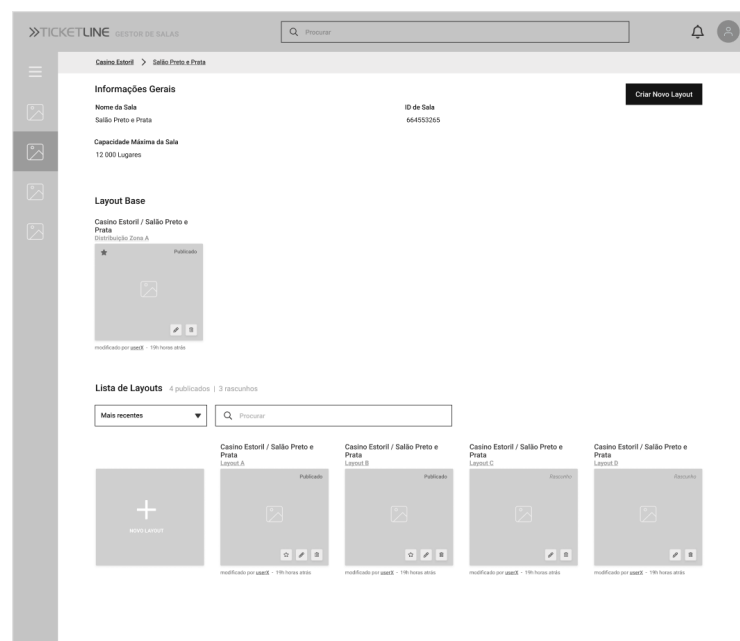 TICKETLINE GESTOR DE SALAS
Procurar
Casino Estoril > Salão Preto e Prata
Informações Gerais
Criar Novo Layout
Nome da Sala
ID de Sala
Salão Preto e Prata
664553265
Capacidade Máxima da Sala
12 000 Lugares
Layout Base
Casino Estoril / Salão Preto e
Prata
Distribuição Zona A
Publicado
modificado por userX - 19h horas atrás
Lista de Layouts 4 publicados | 3 rascunhos
Mais recentes
Procurar
NOVO LAYOUT
Casino Estoril / Salão Preto e
Prata
Layout A
Publicado
modificado por userX - 19h horas atrás
Casino Estoril / Salão Preto e
Prata
Layout B
Publicado
modificado por userX - 19h horas atrás
Casino Estoril / Salão Preto e
Prata
Layout C
Rascunho
modificado por userX - 19h horas atrás
Casino Estoril / Salão Preto e
Prata
Layout D
Rascunho
modificado por userX - 19h horas atrás